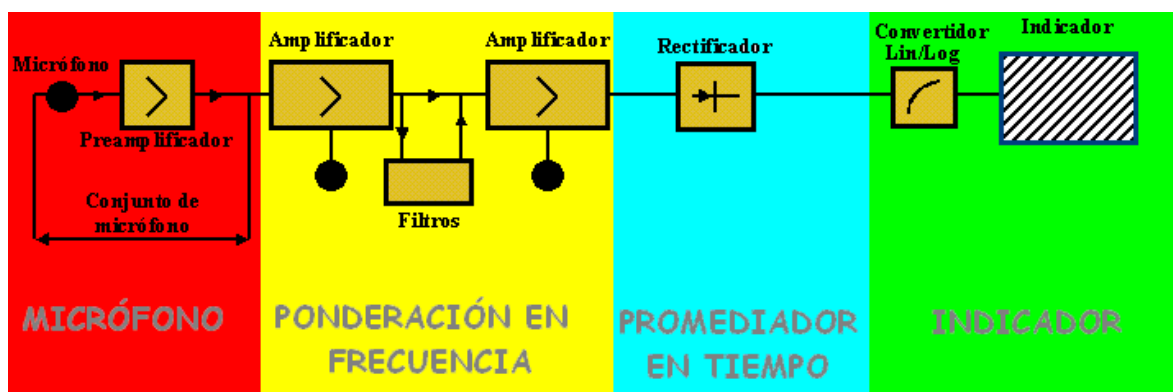 Micrófono
Preamplificador
Conjunto de
micrófono
MICRÓFONO
Amplificador
Amplificador
Filtros
PONDERACIÓN EN
FRECUENCIA
Rectificador
PROMEDIADOR
EN TIEMPO
Convertidor
Lin/Log
Indicador
INDICADOR